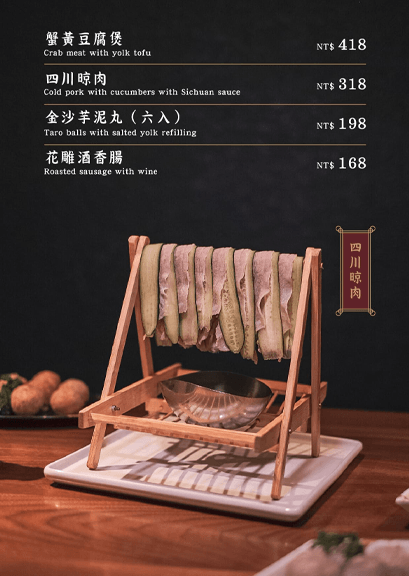 蟹黃豆腐煲
NT$ 418
Crab meat with yolk tofu
四川晾肉
NT$ 318
Cold pork with cucumbers with Sichuan sauce
金沙芋泥丸（六入）
NT$ 198
Taro balls with salted yolk refilling
花雕酒香腸
NT$ 168
Roasted sausage with wine
四川晾肉